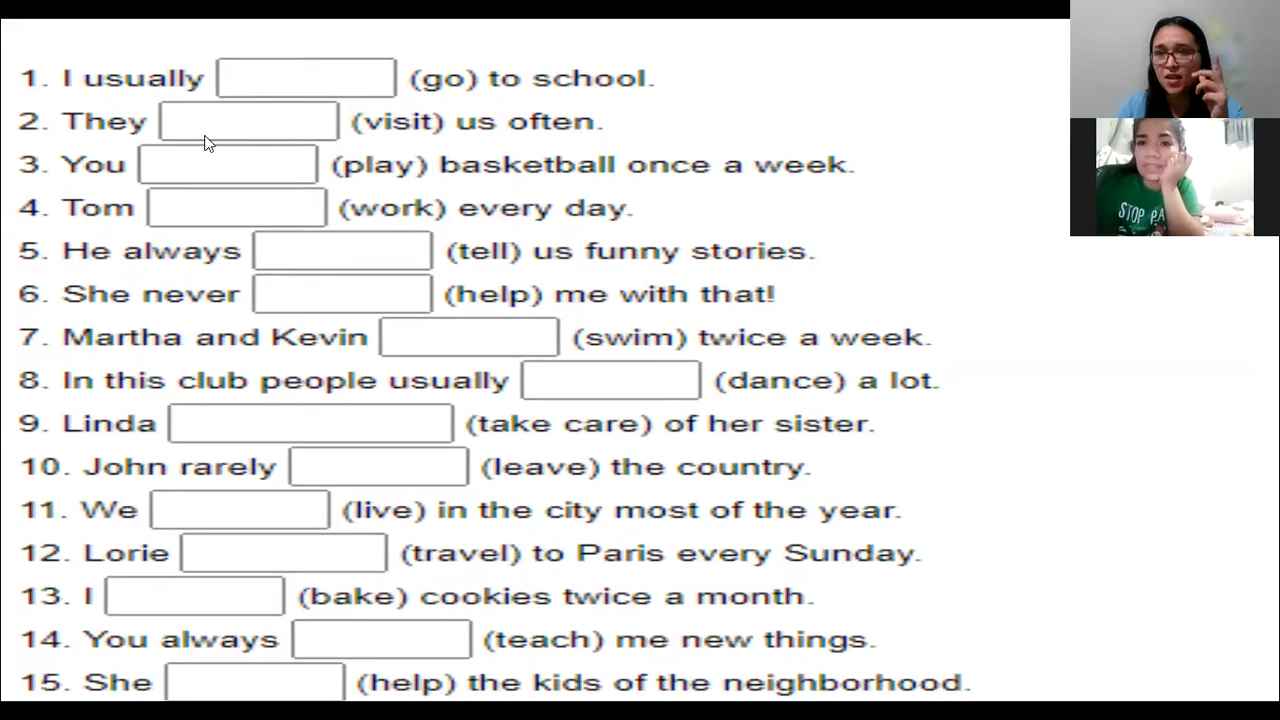 1. I usually (go) to school.
2. They (visit) us often.
3. You (play) basketball once a week.
4. Tom (work) every day.
5. He always (tell) us funny stories.
6. She never (help) me with that!
7. Martha and Kevin (swim) twice a week.
8. In this club people usually (dance) a lot.
9. Linda (take care) of her sister.
10. John rarely (leave) the country.
11. We (live) in the city most of the year.
12. Lorie (travel) to Paris every Sunday.
13. I (bake) cookies twice a month.
14. You always (teach) me new things.
15. She (help) the kids of the neighborhood.
STOP